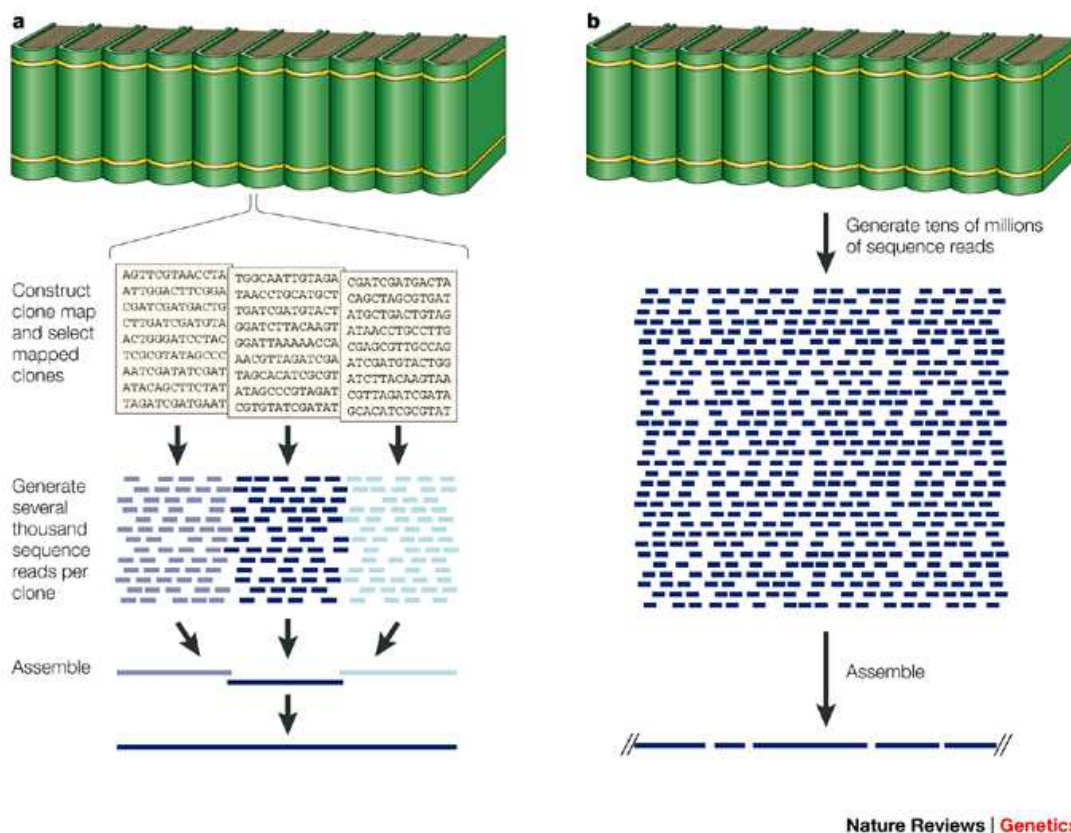 a
b
Generate tens of millions
of sequence reads
Construct
clone map
and select
mapped
clones
AGTTCGTAACCTA
ATTGGACTTCGGA
CGATCGATGACTG
CTTGATCGATGTA
ACTGGGATCCTAC
TCGCGTATAGCCC
AATCGATATCGAT
ATACAGCTTCTAT
TAGATCGATGAAT
TGGCAATTGTAGA
TAACCTGCATGCT
TGATCGATGTACT
GGATCTTACAAGT
GGATTAAAAACCA
AACGTTAGATCGA
TAGCACATCGCGT
ATAGCCCGTAGAT
CGTGTATCGATAT
CGATCGATGACTA
CAGCTAGCGTGAT
ATGCTGACTGTAG
ATAACCTGCCTTG
CGAGCGTTGCCAG
ATCGATGTACTGG
ATCTTACAAGTAA
CGTTAGATCGATA
GCACATCGCGTAT
Generate
several
thousand
sequence
reads per
clone
Assemble
Assemble
Nature Reviews | Genetics